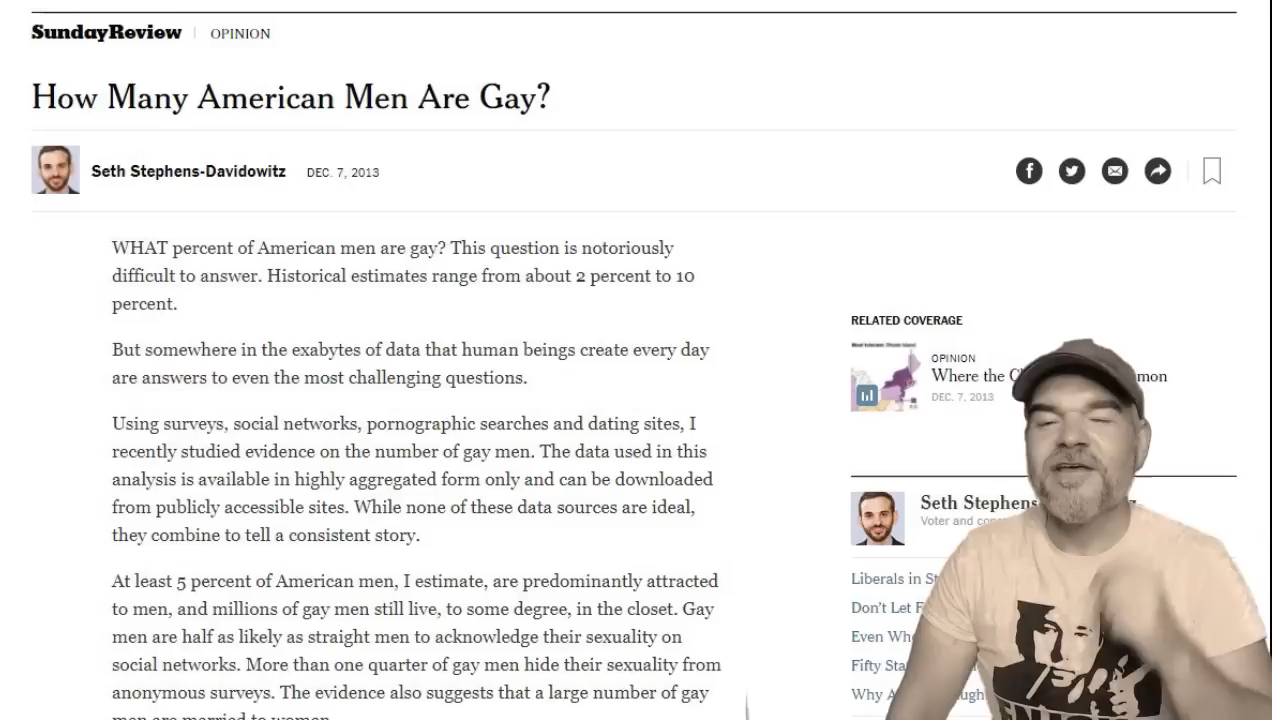 SundayReview | OPINION
How Many American Men Are Gay?
Seth Stephens-Davidowitz DEC. 7, 2013
WHAT percent of American men are gay? This question is notoriously
difficult to answer. Historical estimates range from about 2 percent to 10
percent.
But somewhere in the exabytes of data that human beings create every day
are answers to even the most challenging questions.
Using surveys, social networks, pornographic searches and dating sites, I
recently studied evidence on the number of gay men. The data used in this
analysis is available in highly aggregated form only and can be downloaded
from publicly accessible sites. While none of these data sources are ideal,
they combine to tell a consistent story.
At least 5 percent of American men, I estimate, are predominantly attracted
to men, and millions of gay men still live, to some degree, in the closet. Gay
men are half as likely as straight men to acknowledge their sexuality on
social networks. More than one quarter of gay men hide their sexuality from
anonymous surveys. The evidence also suggests that a large number of gay
men are married to women.
RELATED COVERAGE
OPINION
Where the
DEC. 7, 2013
Seth Stephens
Voter and
Liberals in
Don't Let
Even
Fifty
Why